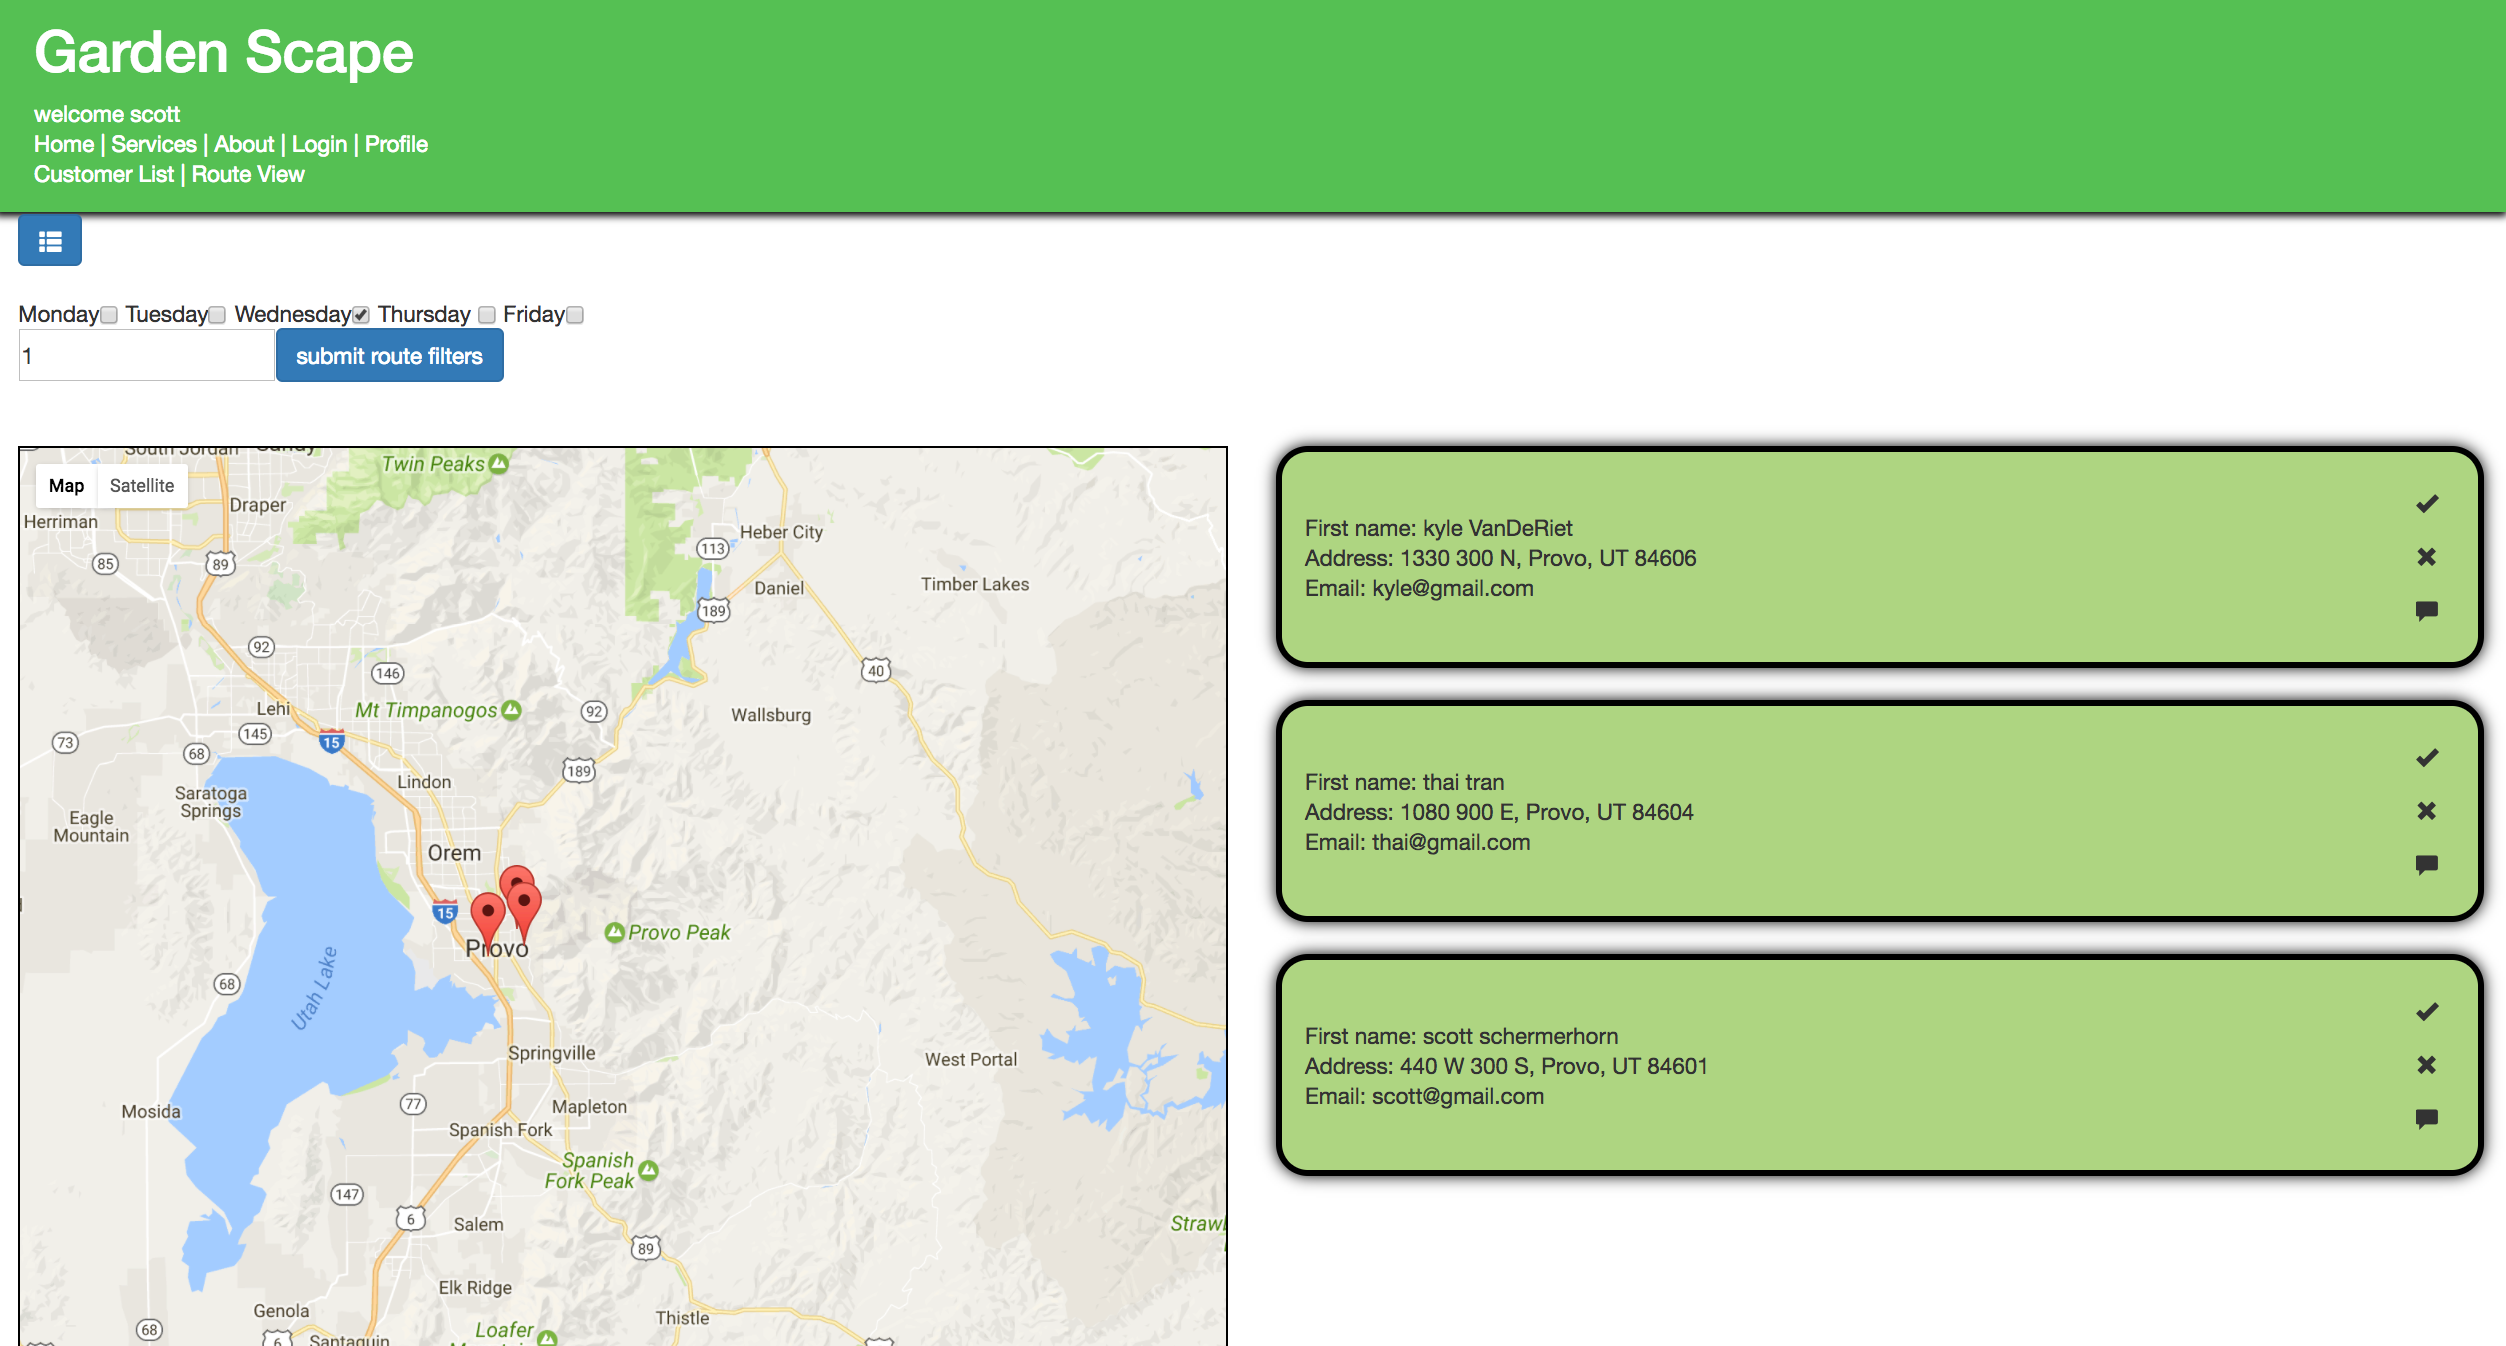 Garden Scape
welcome scott
Home | Services | About | Login | Profile
Customer List | Route View
Monday Tuesday Wednesday Thursday Friday
1
submit route filters
Map Satellite
South Jordan
Sandy
Twin Peaks
Draper
Herriman
Heber City
113
85
89
Daniel
Timber Lakes
189
92
146
40
Lehi
Mt Timpanogos
92
Wallsburg
145
73
15
68
189
Lindon
Saratoga
Springs
Eagle
Mountain
Orem
15
Provo Peak
Provo
68
Utah Lake
Springville
West Portal
77
Mosida
Mapleton
Spanish Fork
Spanish
Fork Peak
147
6
Salem
89
Elk Ridge
Genola
Thistle
68
Loafer
6
Santaquin
First name: kyle VanDeRiet
Address: 1330 300 N, Provo, UT 84606
Email: kyle@gmail.com
First name: thai tran
Address: 1080 900 E, Provo, UT 84604
Email: thai@gmail.com
First name: scott schermerhorn
Address: 440 W 300 S, Provo, UT 84601
Email: scott@gmail.com